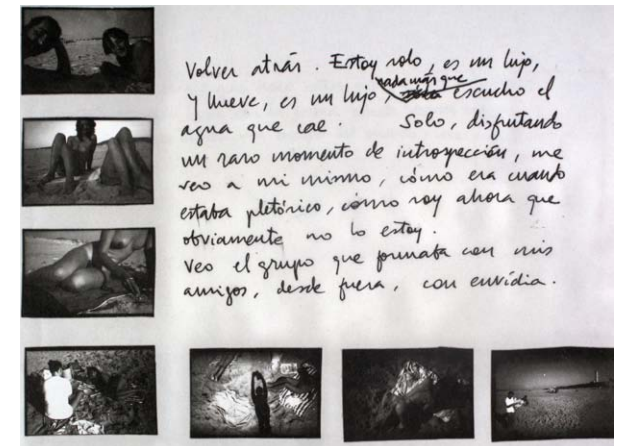 Volver atrás. Estoy solo, es un lujo,
nada más que
y llueve, es un lujo, escucho el
agua que cae. Solo, disfrutando
un raro momento de introspección, me
veo a mi mismo, cómo era cuando
estaba pletórico, cómo soy ahora que
obviamente no lo estoy.
Veo el grupo que formaba con mis
amigos, desde fuera, con envídia.